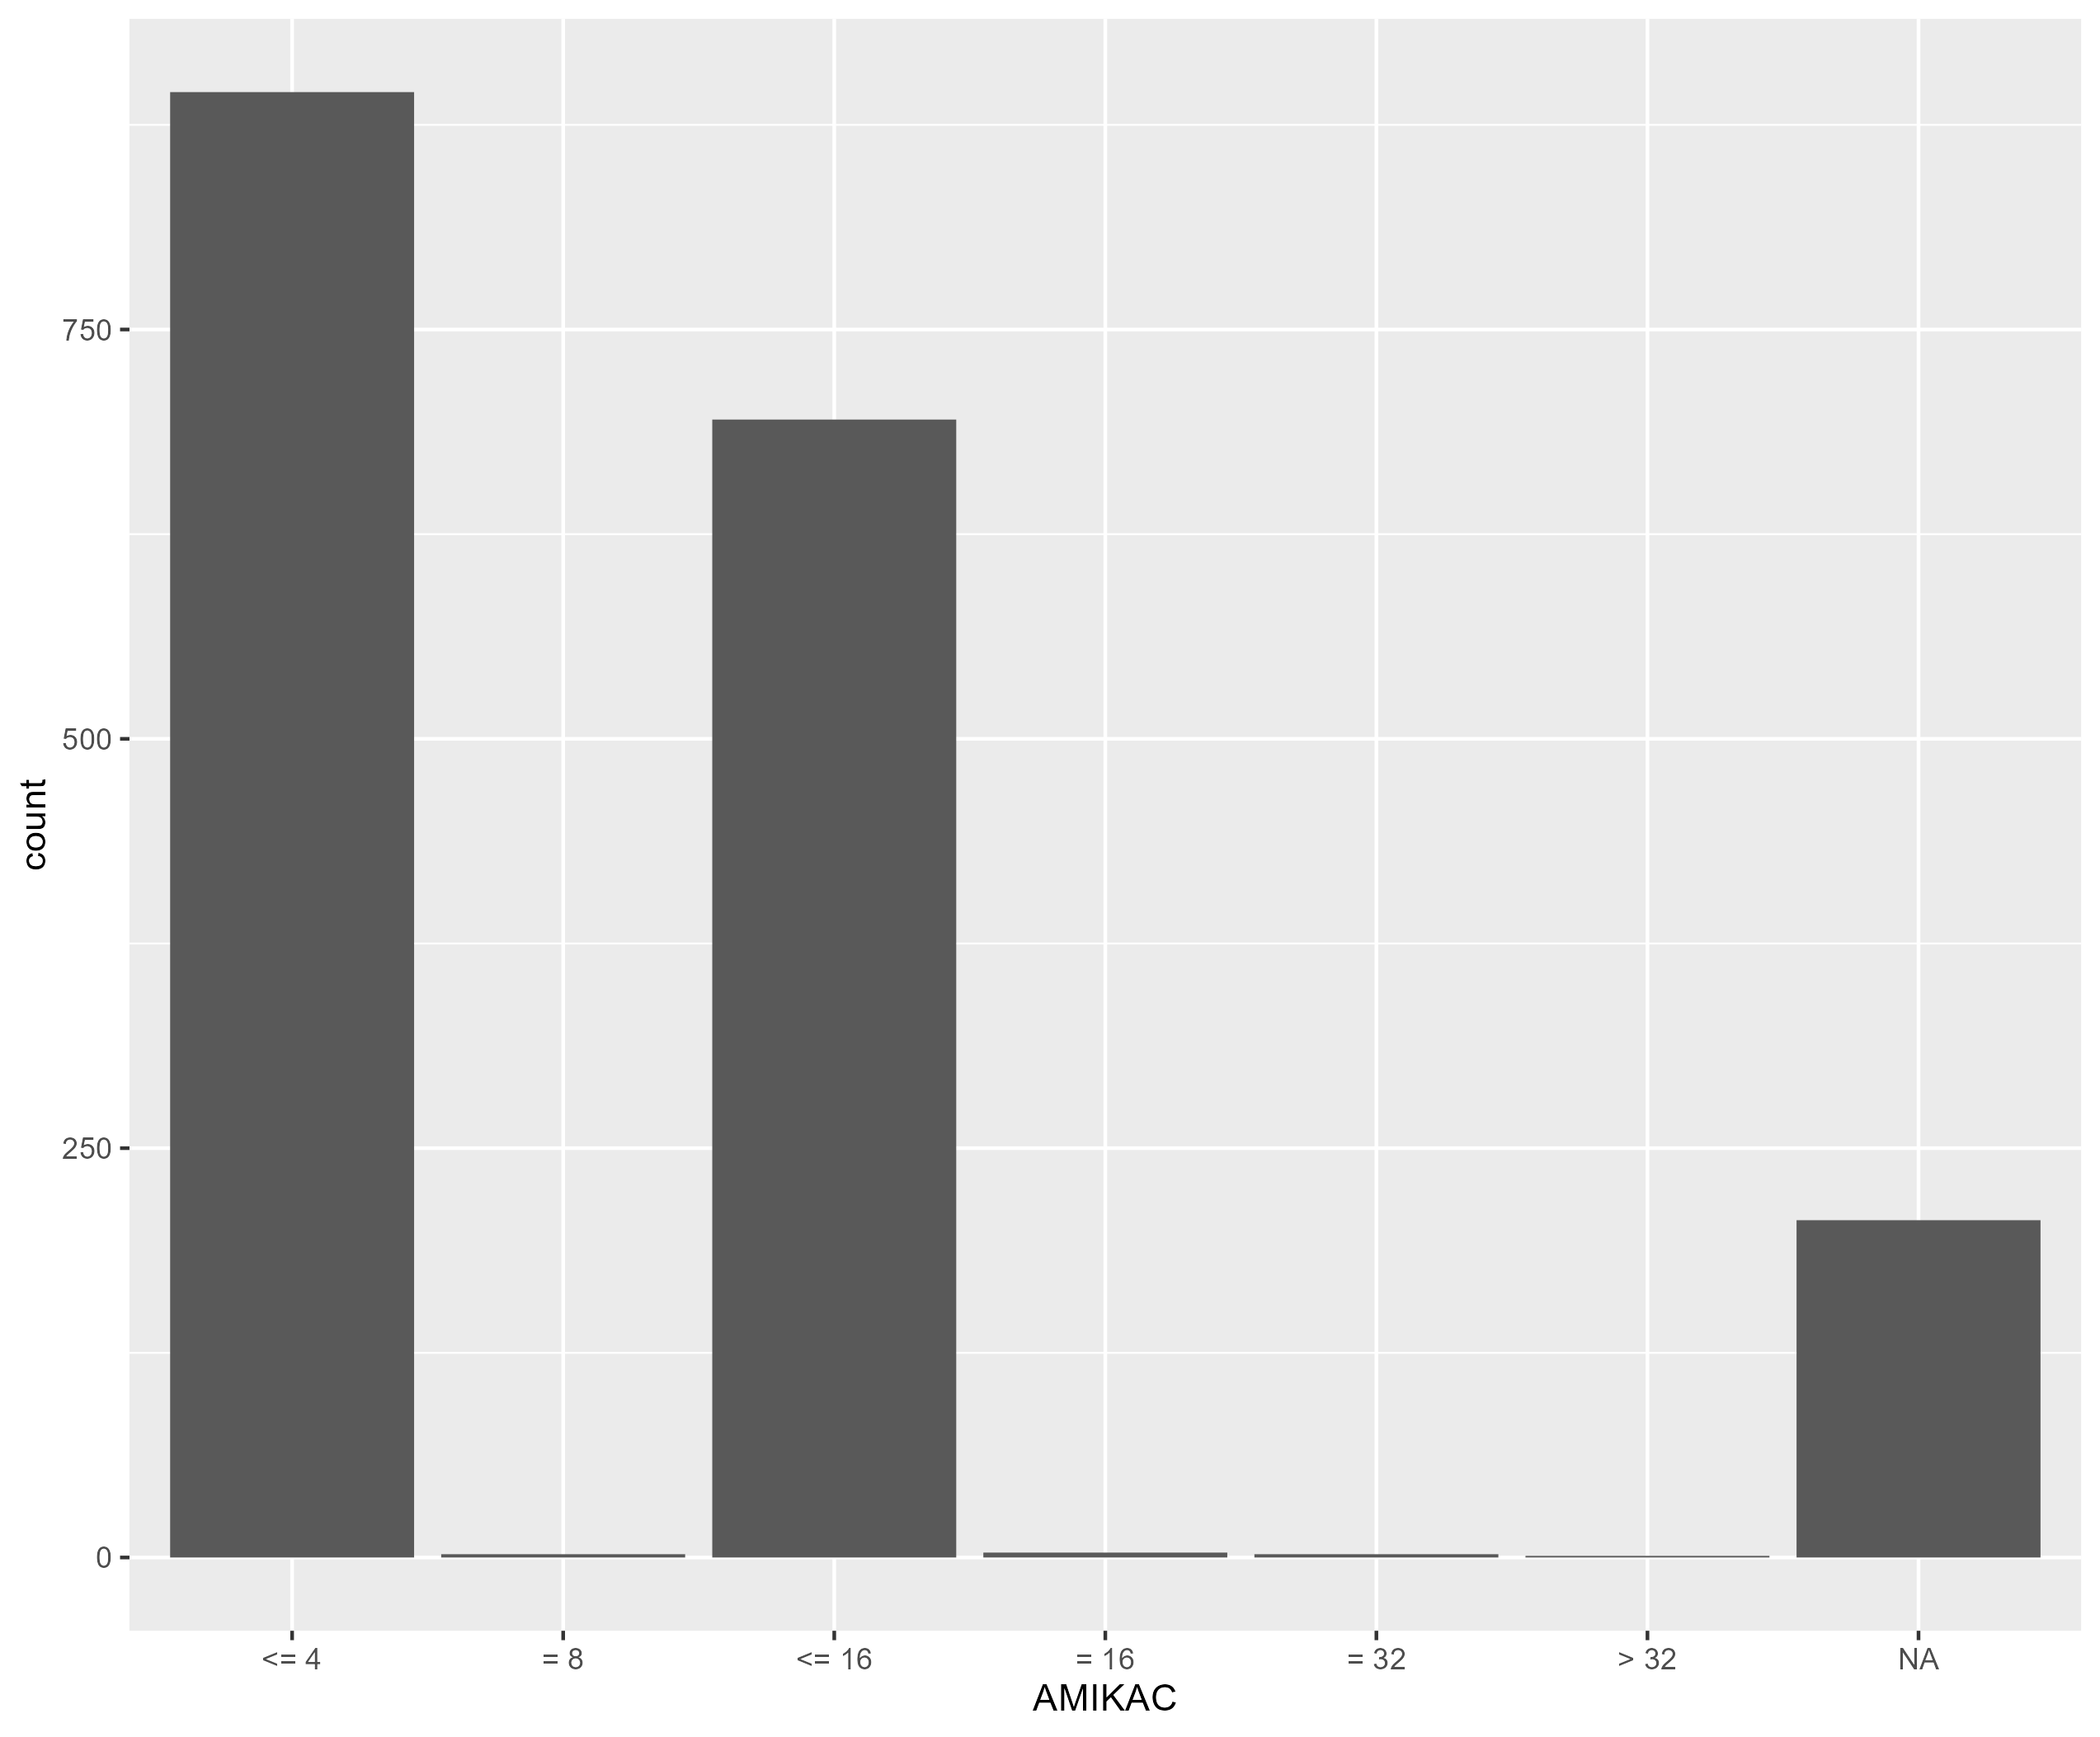 count
750
500
250
0
<= 4 = 8 <= 16 = 16 = 32 > 32 NA
AMIKAC